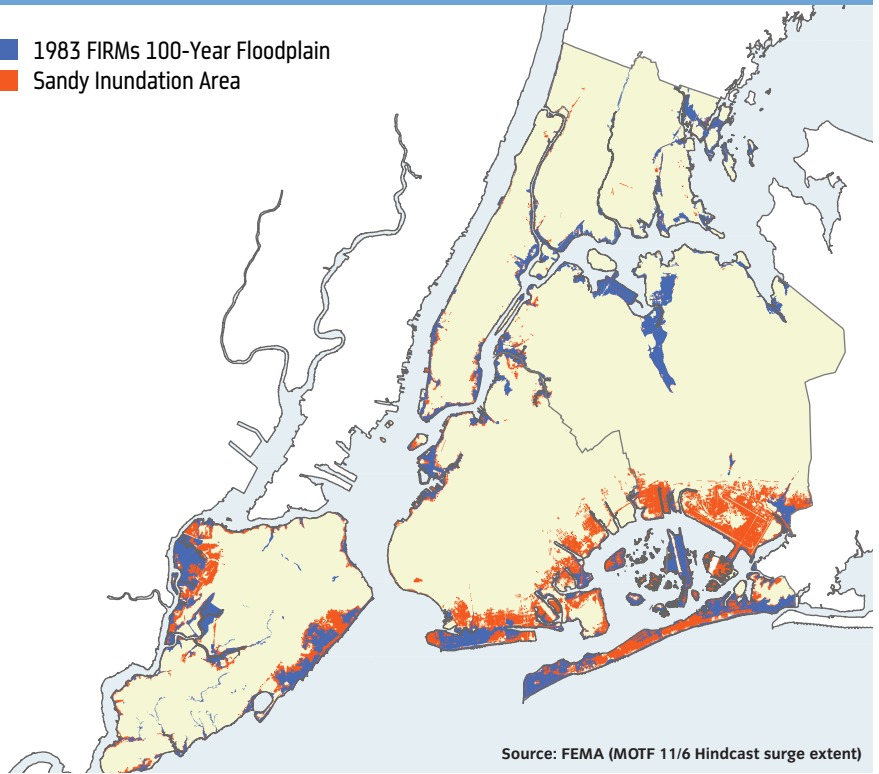 1983 FIRMs 100-Year Floodplain
Sandy Inundation Area
Source: FEMA (MOTF 11/6 Hindcast surge extent)